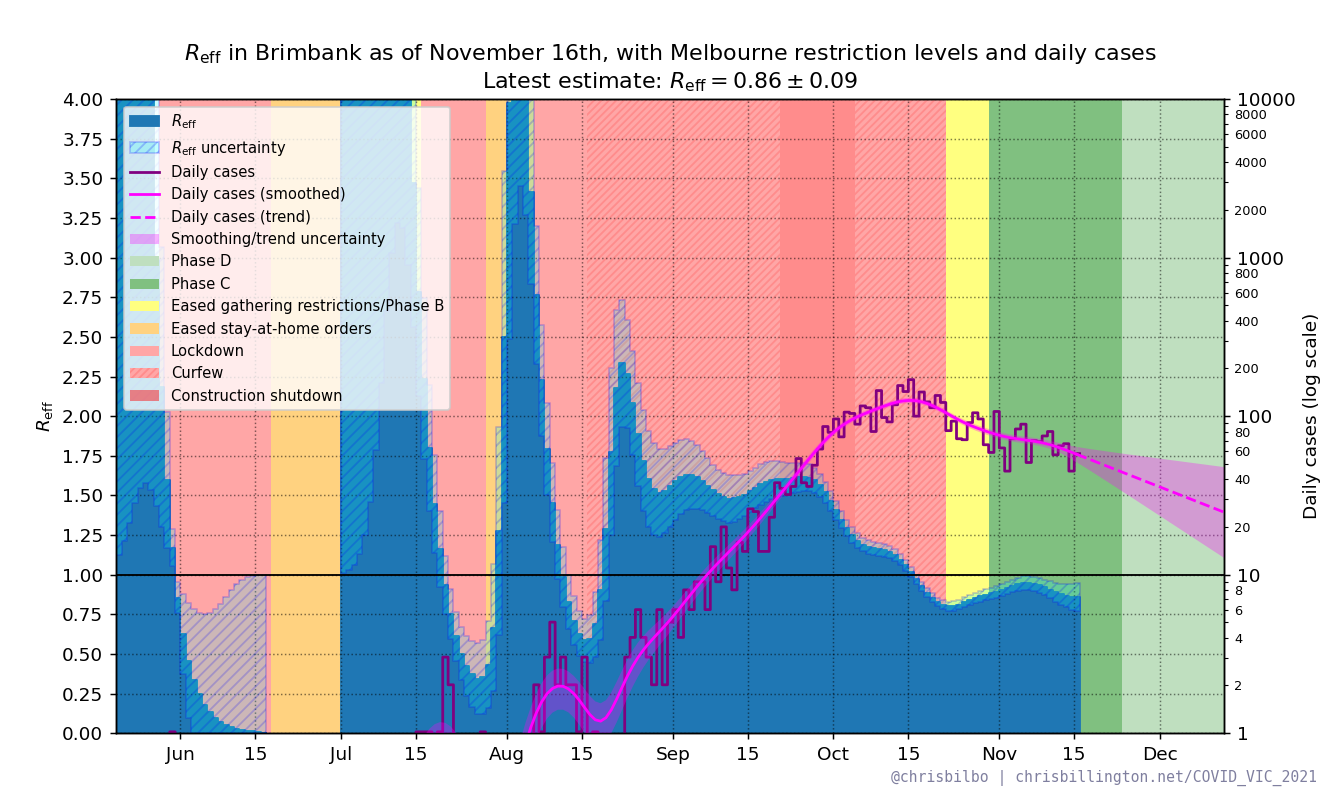 Reff in Brimbank as of November 16th, with Melbourne restriction levels and daily cases
Latest estimate: Reff = 0.86 ± 0.09
4.00
3.75
3.50
3.25
3.00
2.75
2.50
2.25
2.00
1.75
1.50
1.25
1.00
0.75
0.50
0.25
0.00
Reff
Reff
Reff uncertainty
Daily cases
Daily cases (smoothed)
Daily cases (trend)
Smoothing/trend uncertainty
Phase D
Phase C
Eased gathering restrictions/Phase B
Eased stay-at-home orders
Lockdown
Curfew
Construction shutdown
10000
8000
6000
4000
2000
1000
800
600
400
200
100
80
60
40
20
10
8
6
4
2
1
Daily cases (log scale)
Jun 15 Jul 15 Aug 15 Sep 15 Oct 15 Nov 15 Dec
@chrisbilbo | chrisbillington.net/COVID_VIC_2021